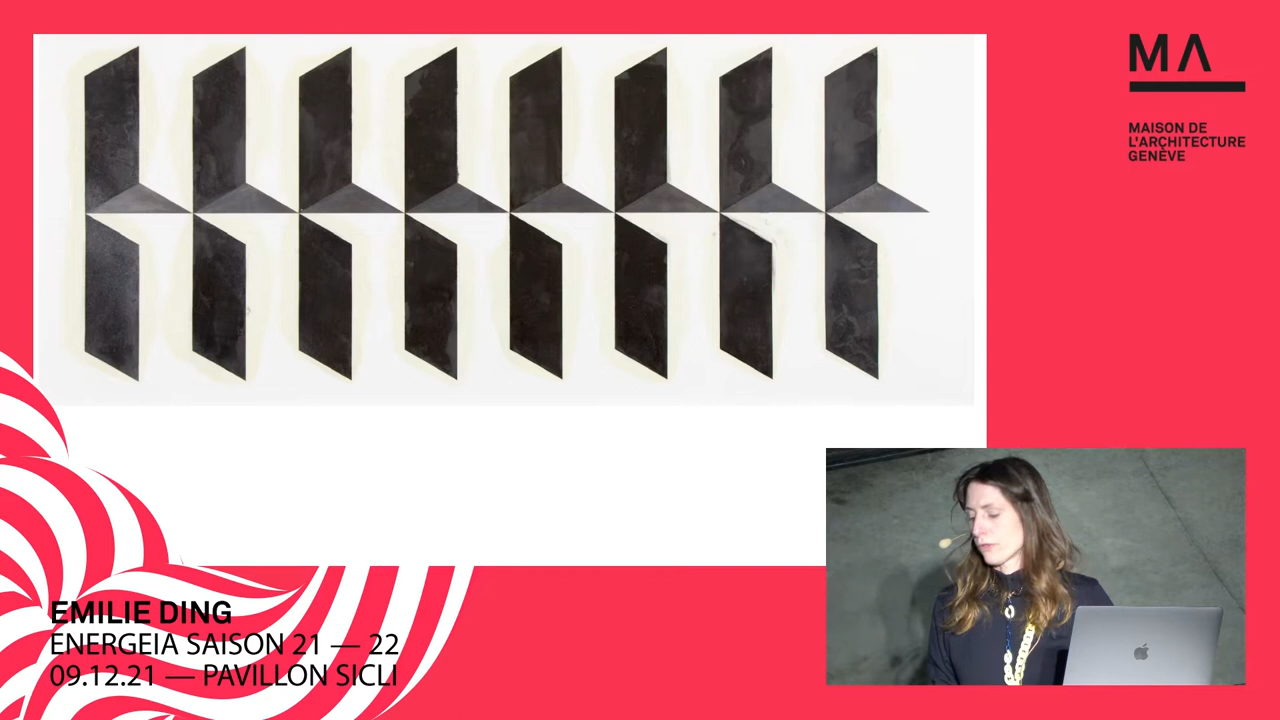 MA
MAISON DE
L'ARCHITECTURE
GENÈVE
EMILIE DING
ENERGEIA SAISON 21 — 22
09.12.21 — PAVILLON SICLI